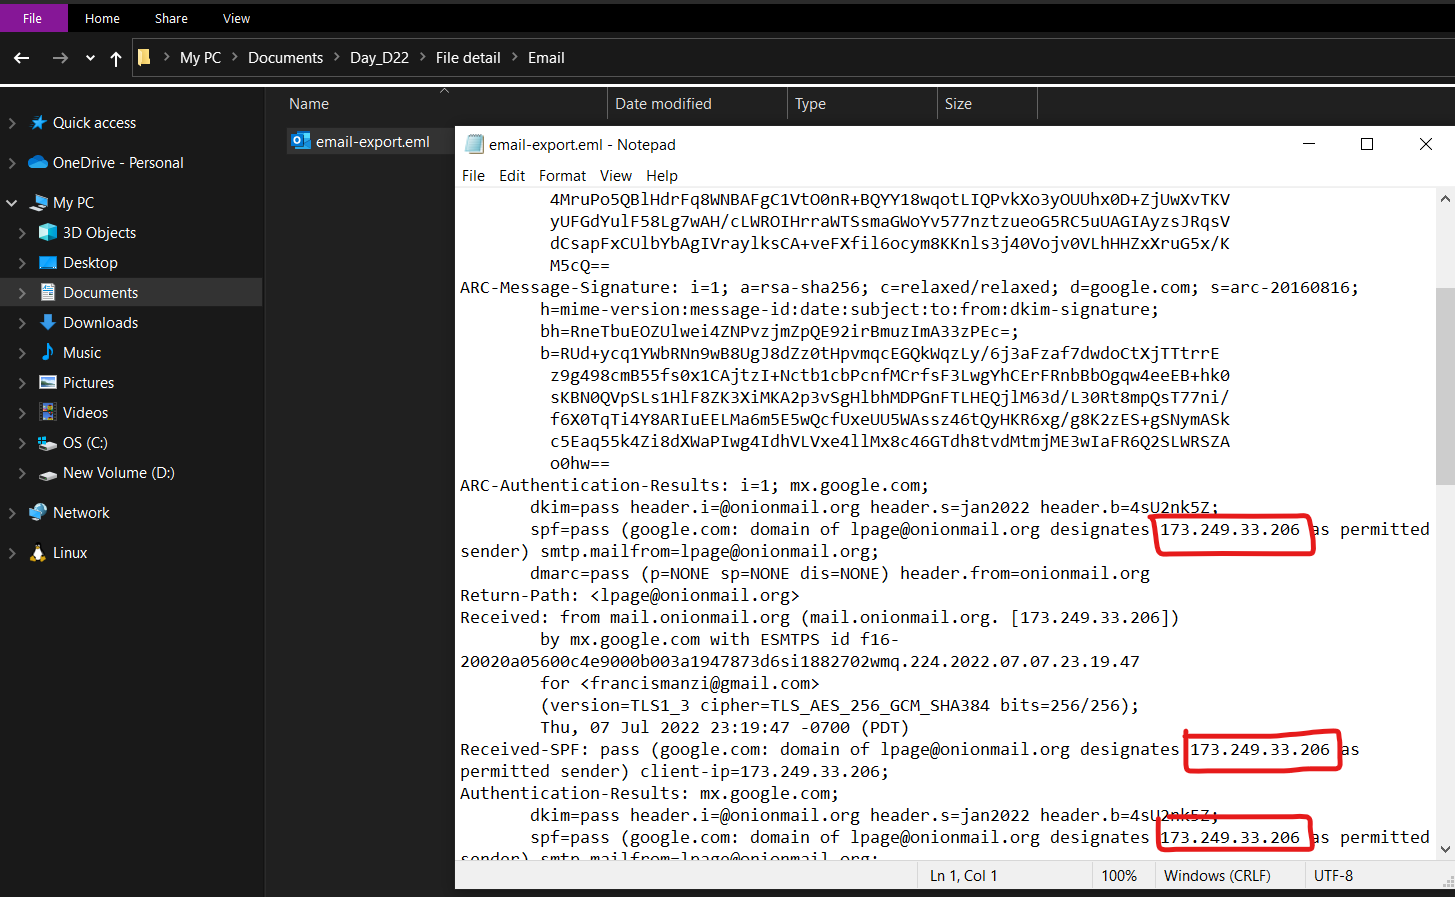 File Home Share View
My PC Documents Day_D22 File detail Email
Name Date modified Type Size
Quick access
OneDrive - Personal
My PC
3D Objects
Desktop
Documents
Downloads
Music
Pictures
Videos
OS (C:)
New Volume (D:)
Network
Linux
email-export.eml
email-export.eml - Notepad
File Edit Format View Help
4MruPo5QBlHdrFq8WNBAFgC1VtO0nR+BQYY18wqotLIQPvkXo3yOUUhx0D+ZjUwXvTKV
yUFGdYulF58Lg7wAH/cLWROIHrraWTSsmaGWoYv577nztzueoG5RC5uUAGIAyzsJRqsV
dCsapFxCUlbYbAgIVraylksCA+veFXfil6ocym8KKnls3j40Vojv0VLhHHZxXruG5x/K
M5cQ==
ARC-Message-Signature: i=1; a=rsa-sha256; c=relaxed/relaxed; d=google.com; s=arc-20160816;
h=mime-version:message-id:date:subject:to:from:dkim-signature;
bh=RneTbuEOZUlwei4ZNPvzjmZpQE92irBmuzImA33zPEc=;
b=RUd+ycq1YWbRNn9wB8UgJ8dZz0tHpvmqcEGQkWqzLy/6j3aFzaf7dwdoCtXjTTtrrE
z9g498cmB55fs0x1CAjtzI+Nctb1cbPcnfMCrfsF3LwgYhCErFRnbBbOgqw4eeEB+hk0
sKBN0QVpSLs1HlF8ZK3XiMKA2p3vSgHlbhMDPGnFTLHEQjlM63d/L30Rt8mpQsT77ni/
f6X0TqTi4Y8ARIuEELMa6m5E5wQcfUxeUU5WAssz46tQyHKR6xg/g8K2zES+gSNymASk
c5Eaq55k4Zi8dXWaPIwg4IdhVLVxe4llMx8c46GTdh8tvdMtmjME3wIaFR6Q2SLWRSZA
o0hw==
ARC-Authentication-Results: i=1; mx.google.com;
dkim=pass header.i=@onionmail.org header.s=jan2022 header.b=4sU2nk5Z;
spf=pass (google.com: domain of lpage@onionmail.org designates 173.249.33.206 as permitted
sender) smtp.mailfrom=lpage@onionmail.org;
dmarc=pass (p=NONE sp=NONE dis=NONE) header.from=onionmail.org
Return-Path: <lpage@onionmail.org>
Received: from mail.onionmail.org (mail.onionmail.org. [173.249.33.206])
by mx.google.com with ESMTPS id f16-
20020a05600c4e9000b003a1947873d6si1882702wmq.224.2022.07.07.23.19.47
for <francismanzi@gmail.com>
(version=TLS1_3 cipher=TLS_AES_256_GCM_SHA384 bits=256/256);
Thu, 07 Jul 2022 23:19:47 -0700 (PDT)
Received-SPF: pass (google.com: domain of lpage@onionmail.org designates 173.249.33.206 as
permitted sender) client-ip=173.249.33.206;
Authentication-Results: mx.google.com;
dkim=pass header.i=@onionmail.org header.s=jan2022 header.b=4sU2nk5Z;
spf=pass (google.com: domain of lpage@onionmail.org designates 173.249.33.206 as permitted
sender) smtp.mailfrom=lpage@onionmail.org;
Ln 1, Col 1 100% Windows (CRLF) UTF-8